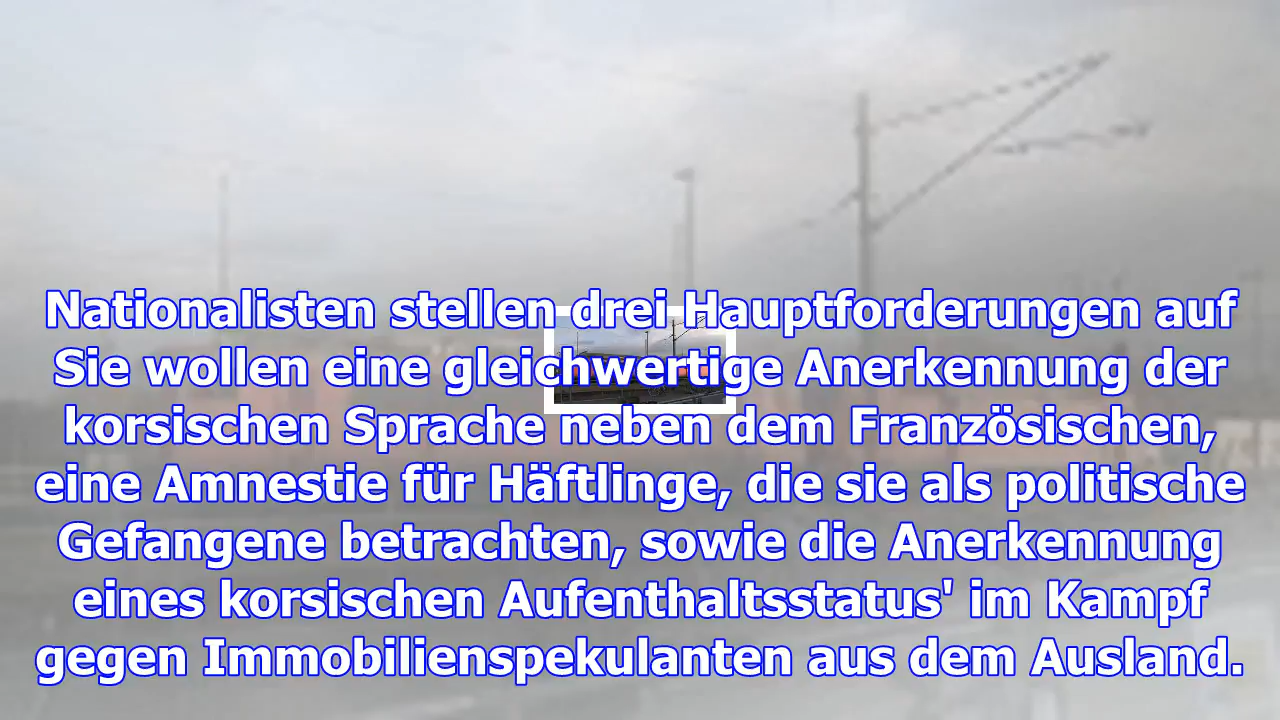 Nationalisten stellen drei Hauptforderungen auf
Sie wollen eine gleichwertige Anerkennung der
korsischen Sprache neben dem Französischen,
eine Amnestie für Häftlinge, die sie als politische
Gefangene betrachten, sowie die Anerkennung
eines korsischen Aufenthaltsstatus' im Kampf
gegen Immobilienspekulanten aus dem Ausland.